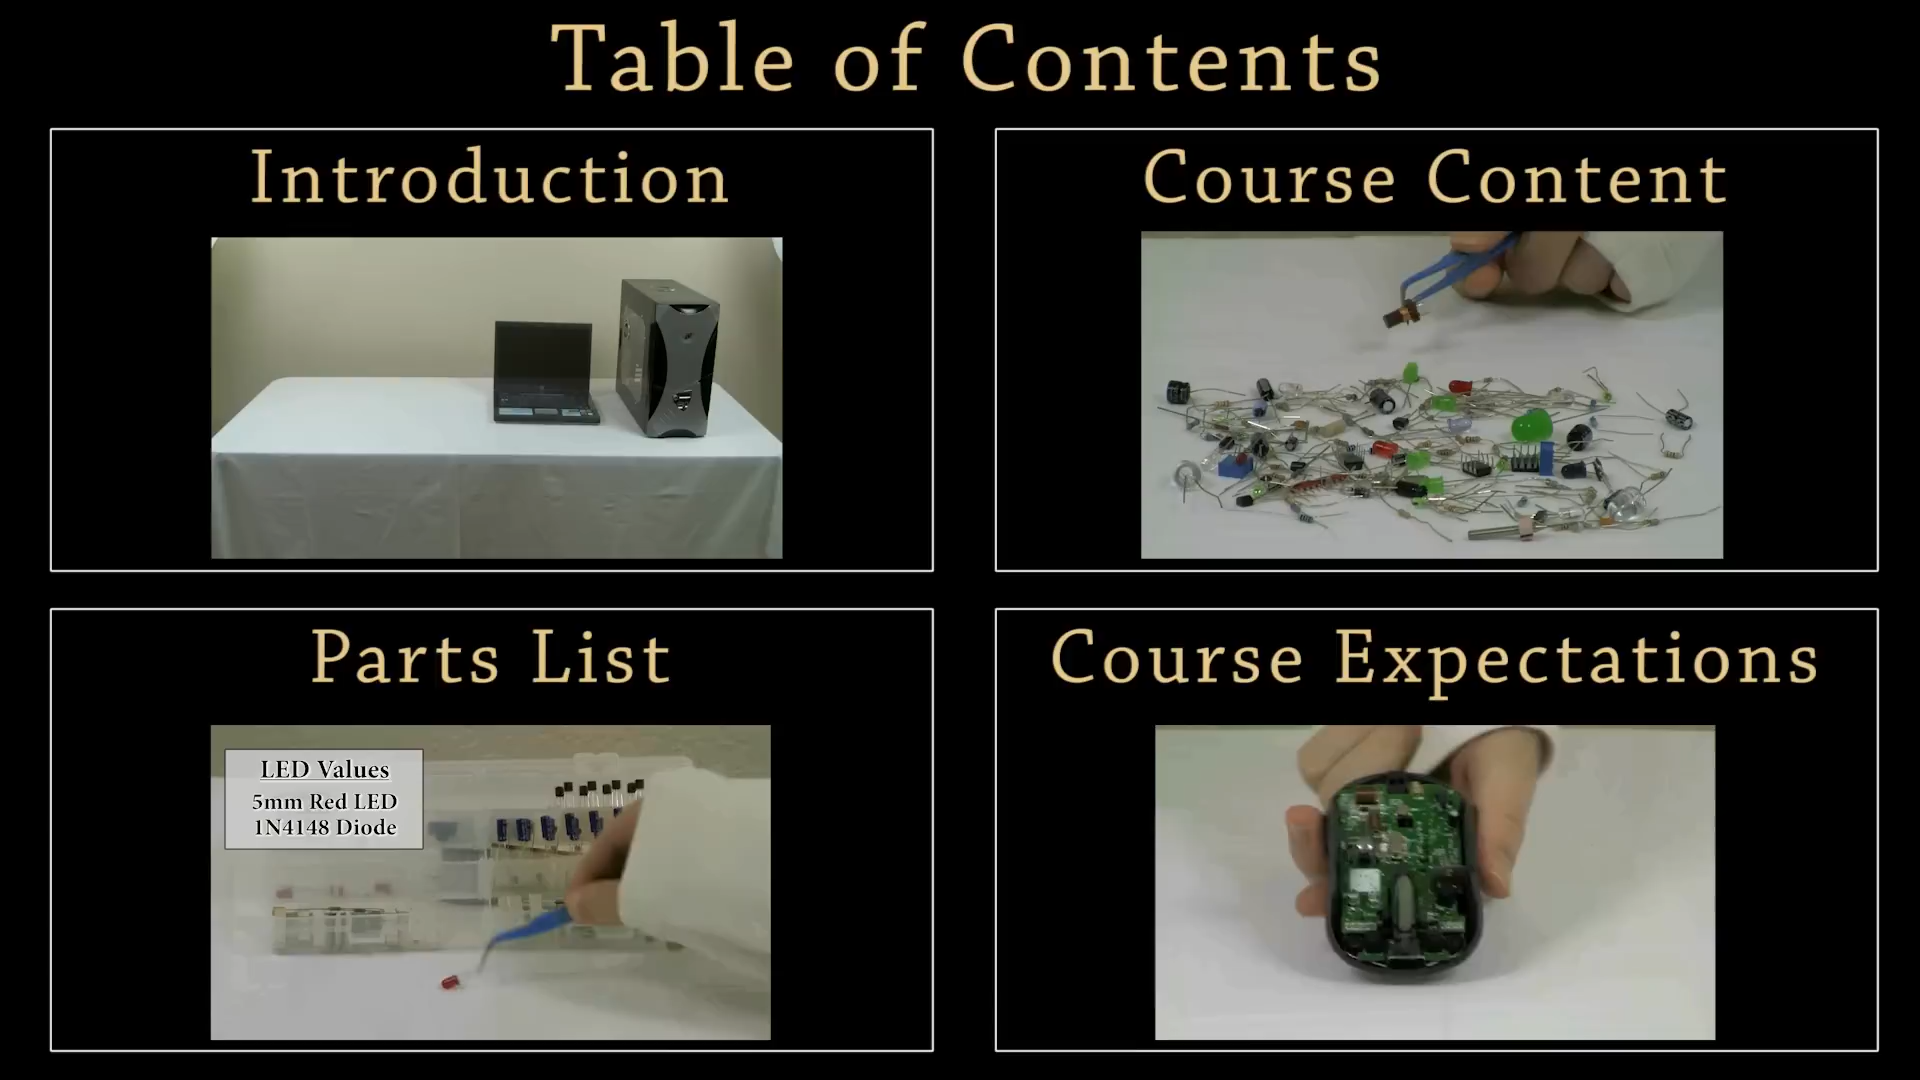 Table of Contents
Introduction
Course Content
Parts List
Course Expectations
LED Values
5mm Red LED
1N4148 Diode